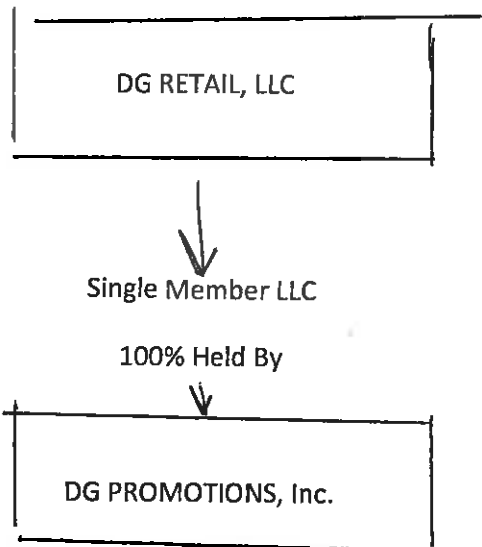 DG RETAIL, LLC
Single Member LLC
100% Held By
DG PROMOTIONS, Inc.